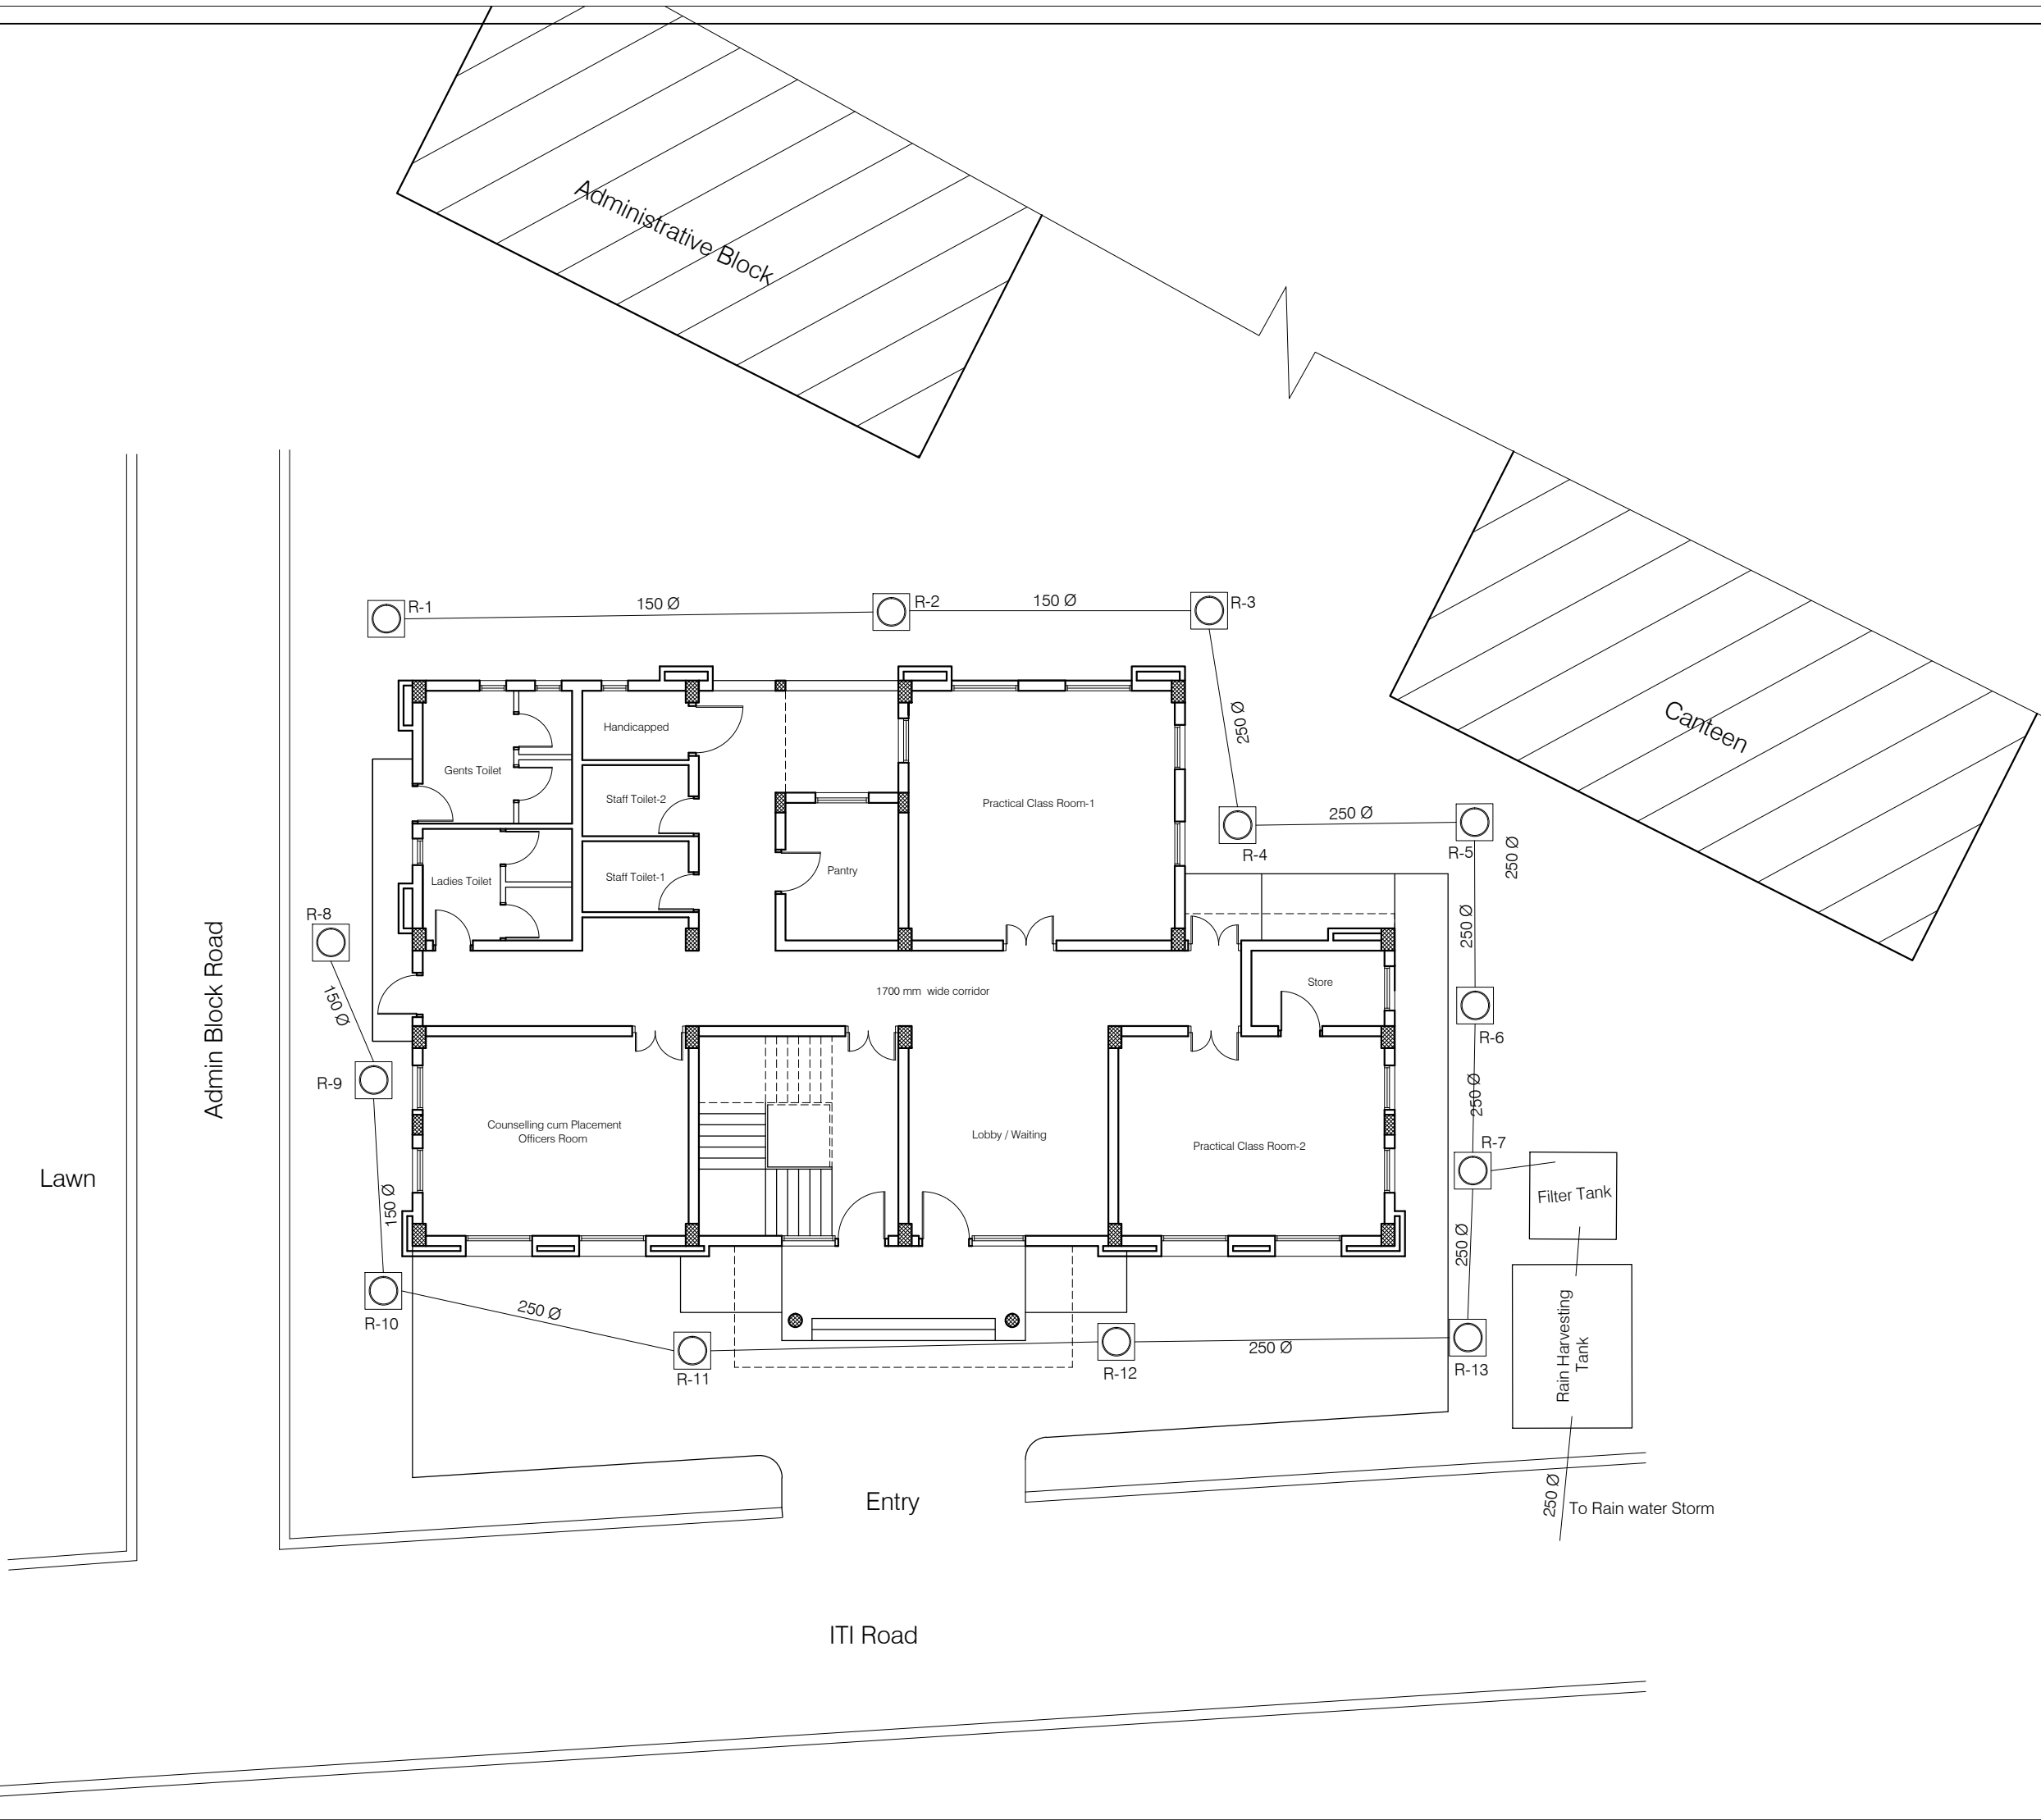 Administrative Block
Canteen
R-1
150 Ø
R-2
150 Ø
R-3
250 Ø
R-4
250 Ø
R-5
250 Ø
250 Ø
R-6
250 Ø
R-7
Handicapped
Gents Toilet
Staff Toilet-2
Practical Class Room-1
Pantry
Staff Toilet-1
Ladies Toilet
R-8
150 Ø
R-9
150 Ø
R-10
Store
1700 mm wide corridor
Counselling cum Placement
Officers Room
Lobby / Waiting
Practical Class Room-2
Admin Block Road
Lawn
Filter Tank
250 Ø
Rain Harvesting
Tank
250 Ø
R-11
R-12
250 Ø
R-13
Entry
250 Ø
To Rain water Storm
ITI Road